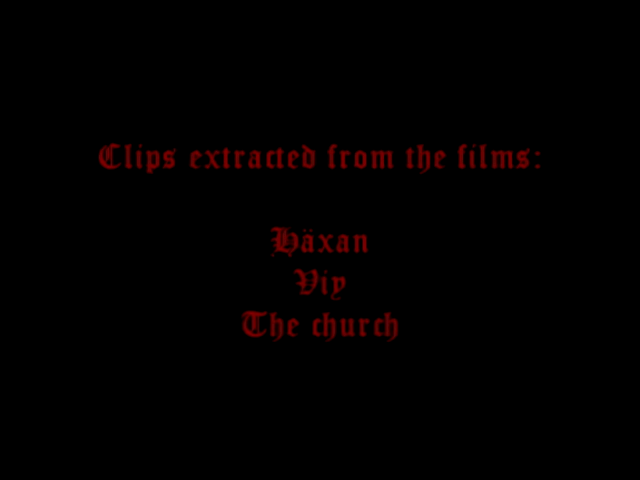 Clips extracted from the films:
Häxan
Viy
The church